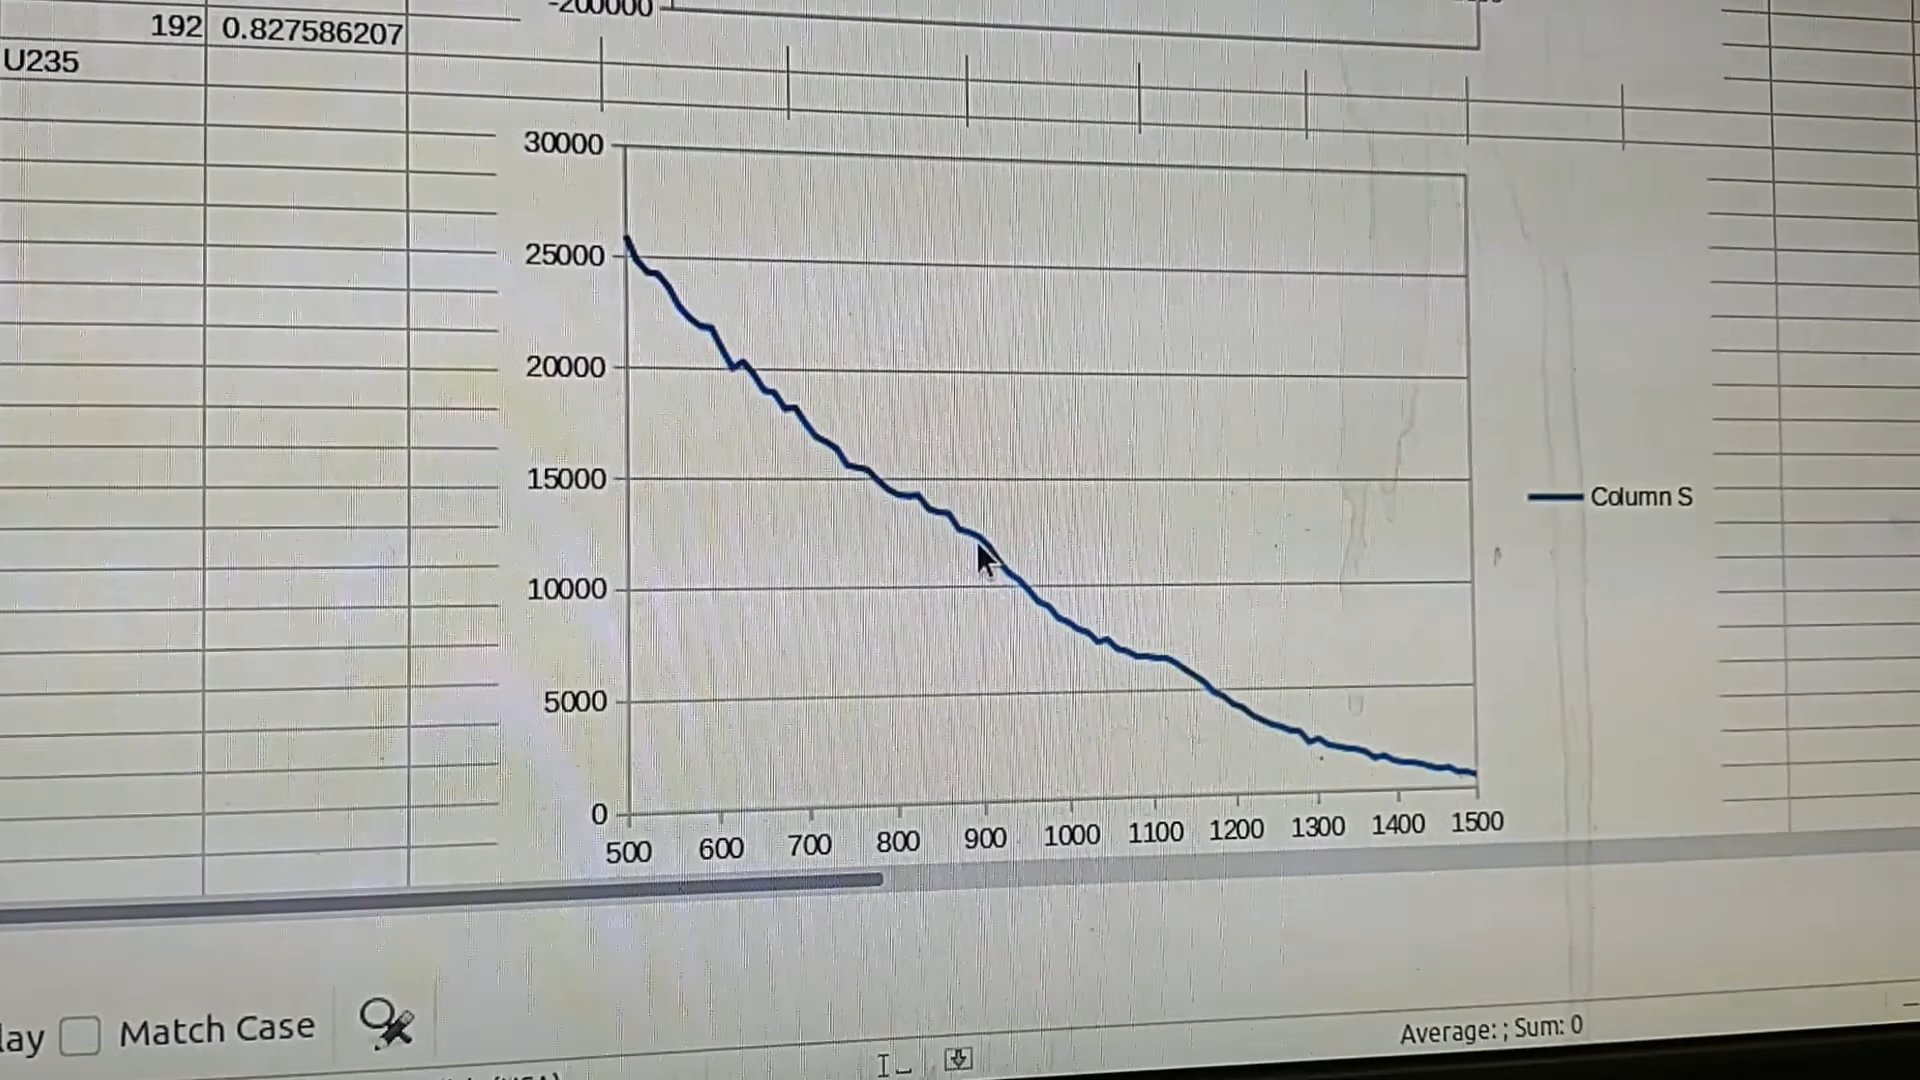 -200000
192 0.827586207
U235
30000
25000
20000
15000
10000
5000
0
500 600 700 800 900 1000 1100 1200 1300 1400 1500
Column S
Match Case
Average: ; Sum: 0